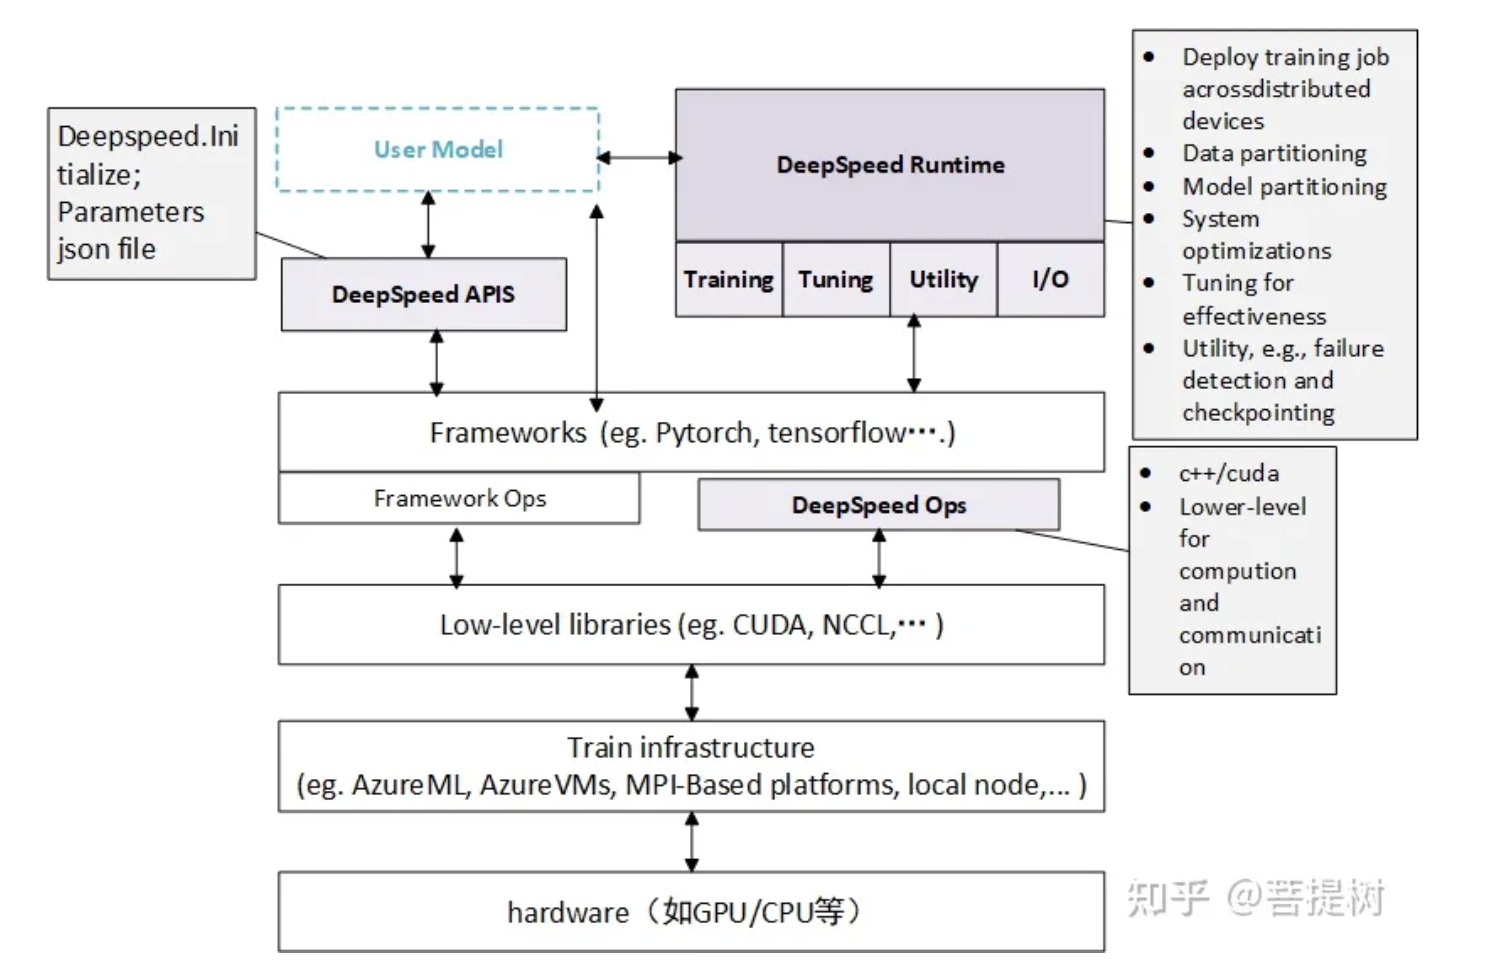 Deepspeed.Ini
tialize;
Parameters
json file
User Model
DeepSpeed Runtime
Training
Tuning
Utility
I/O
DeepSpeed APIS
• Deploy training job
acrossdistributed
devices
• Data partitioning
• Model partitioning
• System
optimizations
• Tuning for
effectiveness
• Utility, e.g., failure
detection and
checkpointing
Frameworks (eg. Pytorch, tensorflow….)
Framework Ops
DeepSpeed Ops
• c++/cuda
• Lower-level
for
compution
and
communicati
on
Low-level libraries (eg. CUDA, NCCL,… )
Train infrastructure
(eg. AzureML, AzureVMs, MPI-Based platforms, local node,... )
hardware（如GPU/CPU等）
知乎 @菩提树